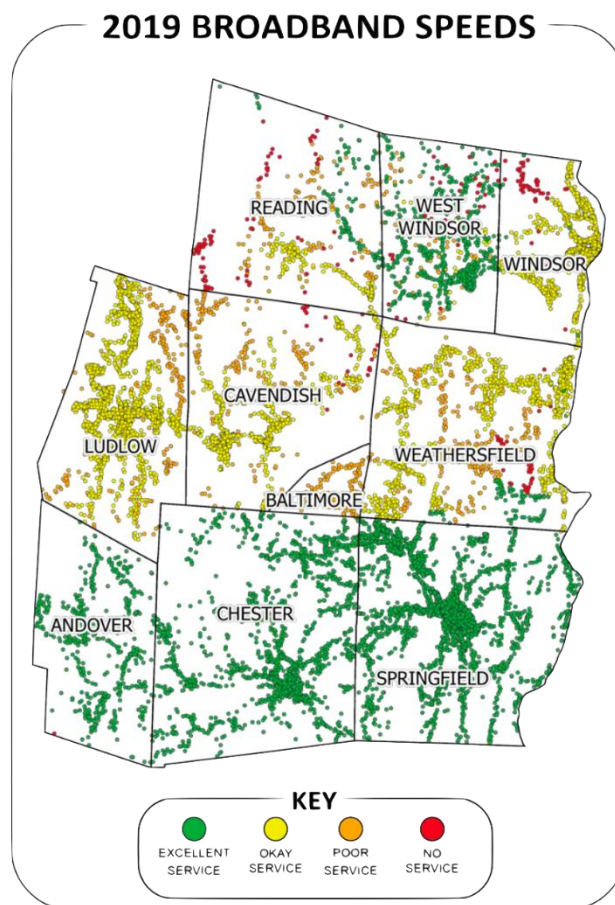 2019 BROADBAND SPEEDS
READING
WEST
WINDSOR
WINDSOR
CAVENDISH
LUDLOW
WEATHERSFIELD
BALTIMORE
ANDOVER
CHESTER
SPRINGFIELD
KEY
EXCELLENT
SERVICE
OKAY
SERVICE
POOR
SERVICE
NO
SERVICE